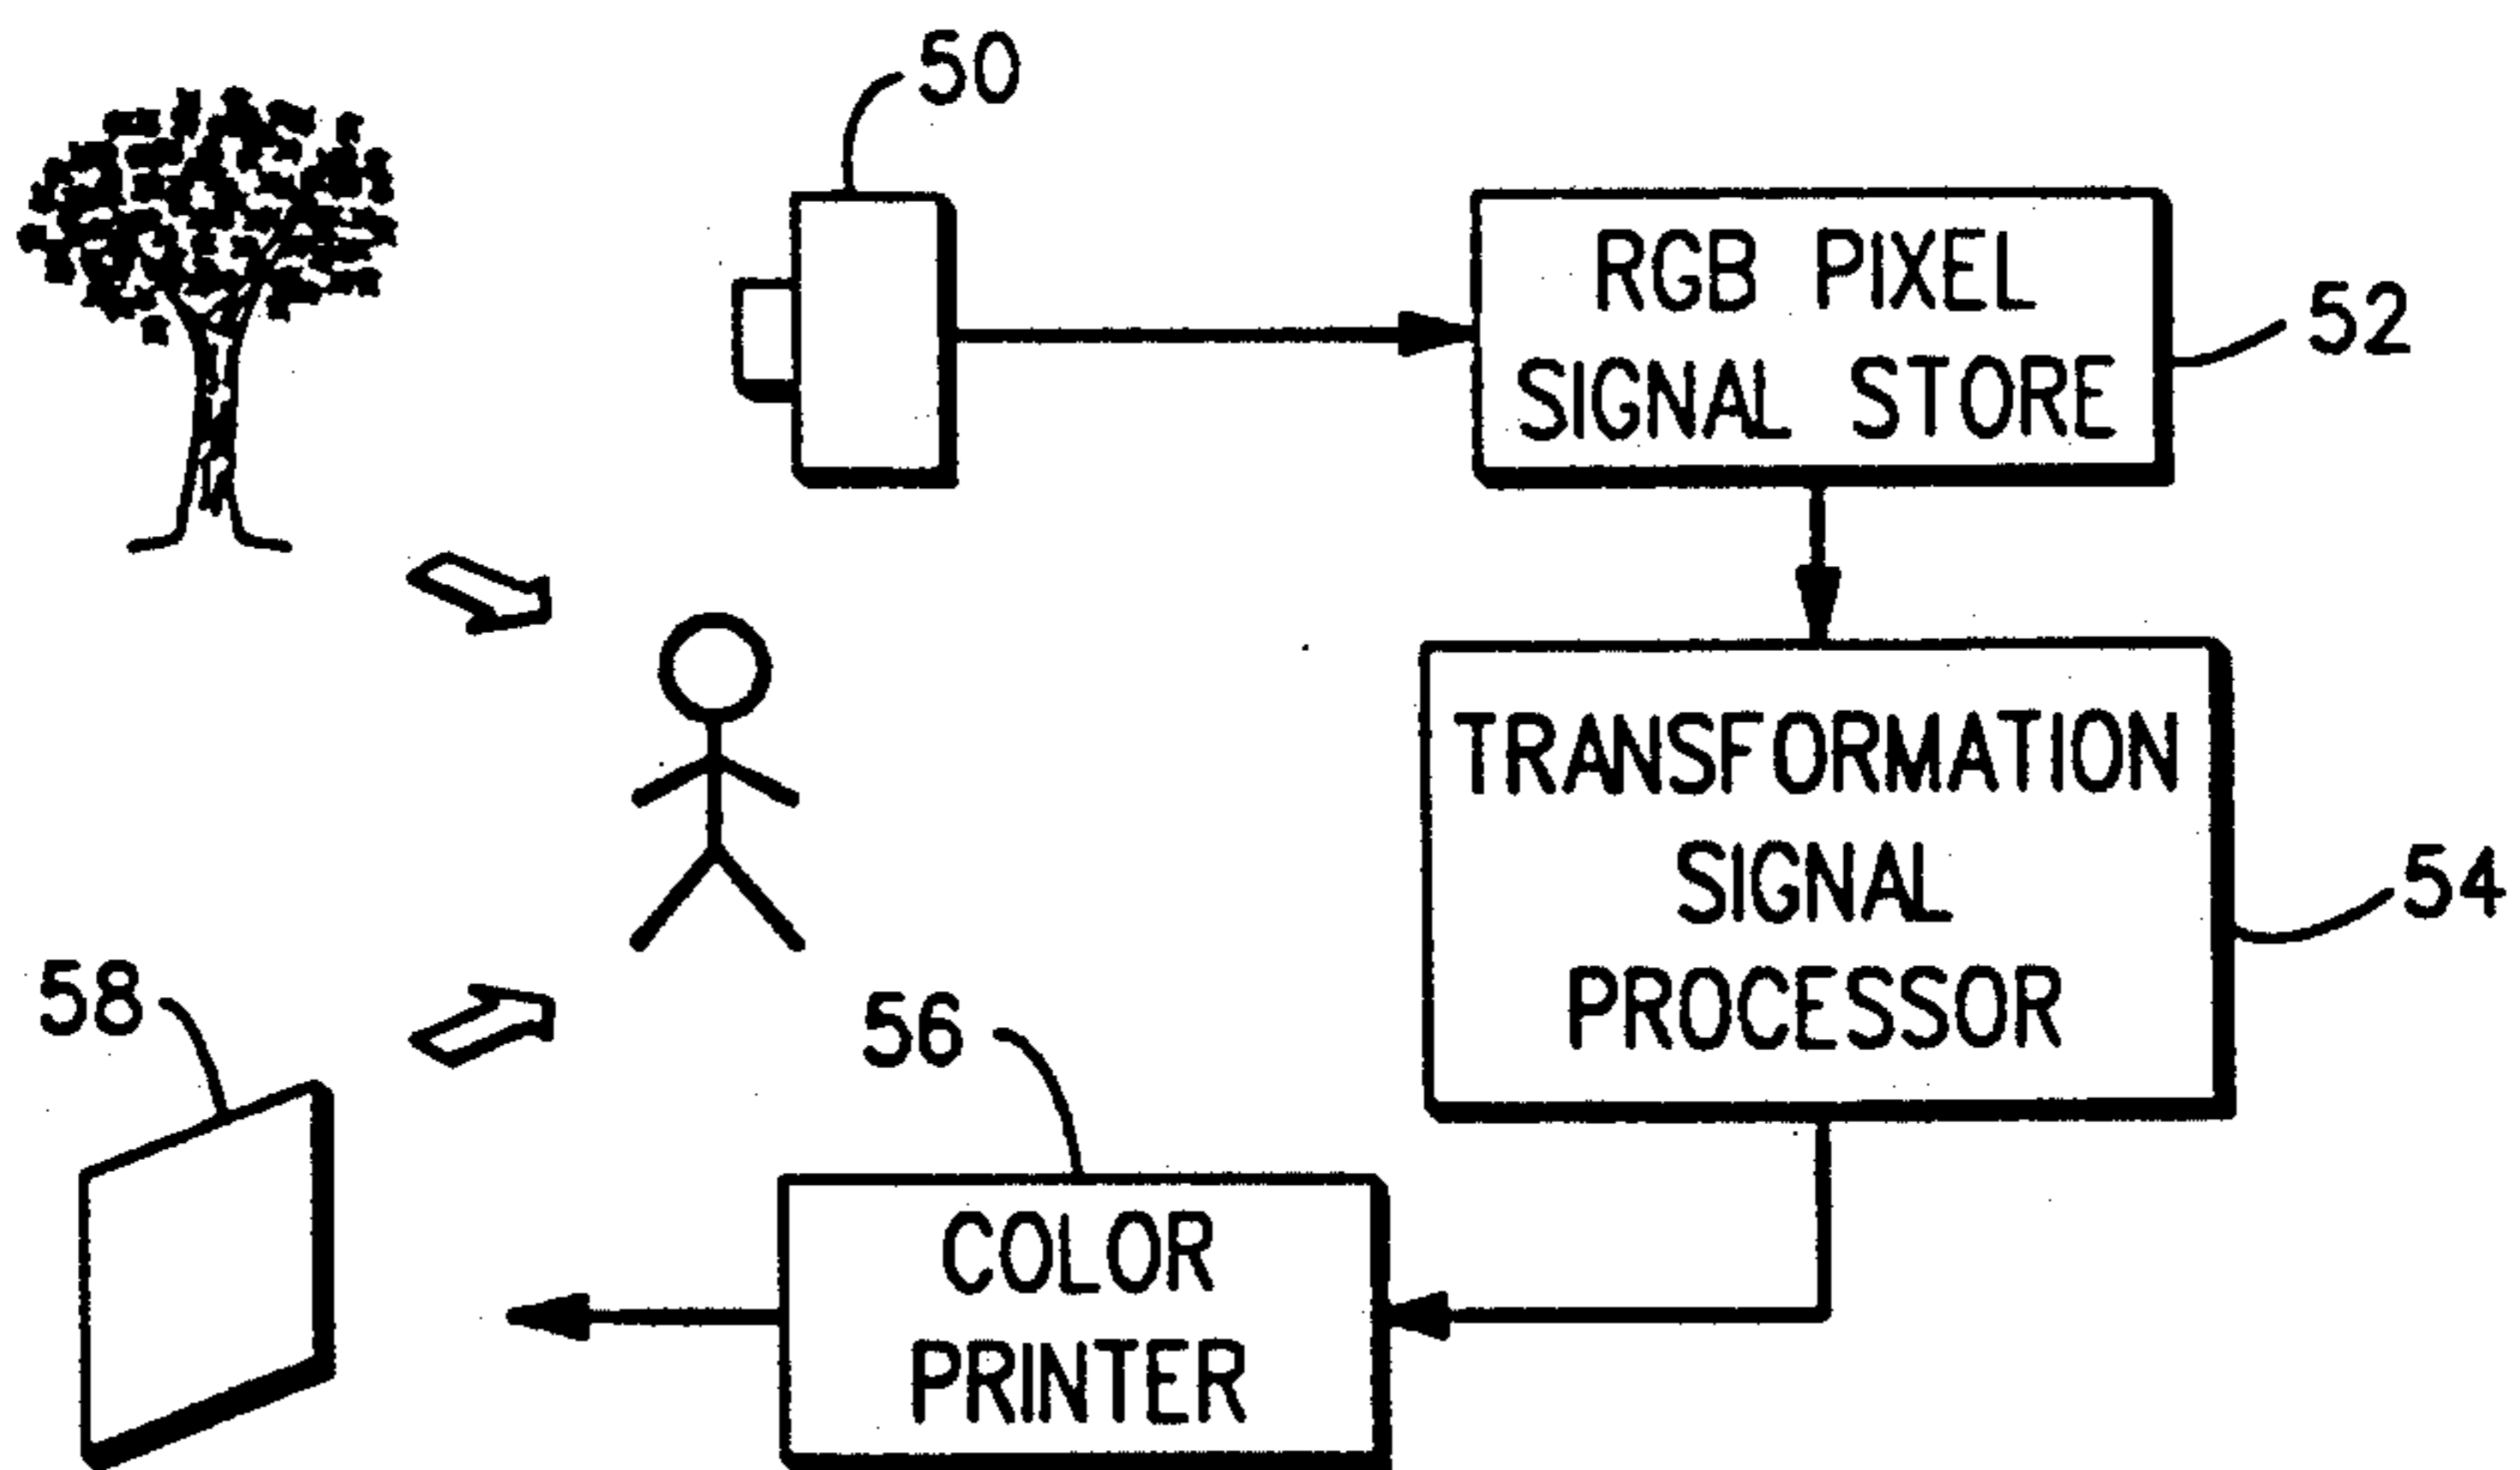 50
RGB PIXEL
SIGNAL STORE
52
TRANSFORMATION
SIGNAL
PROCESSOR
54
58
56
COLOR
PRINTER